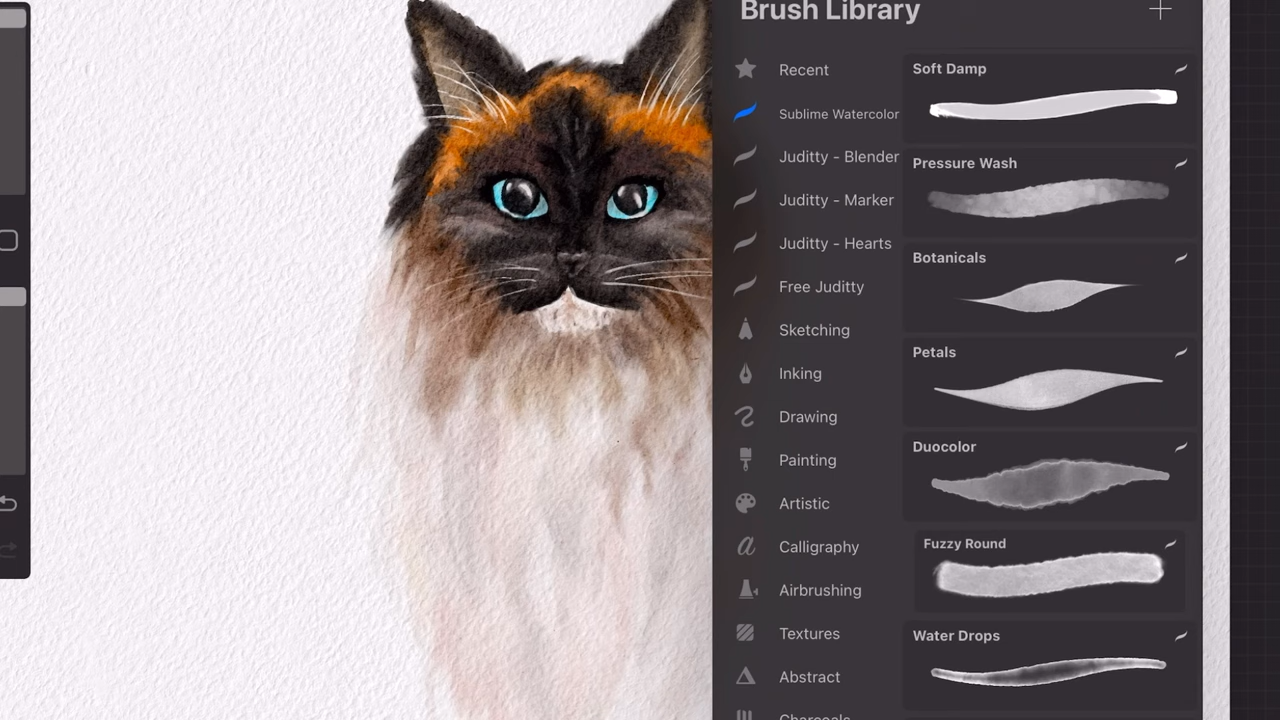 Brush Library
Recent
Sublime Watercolor
Juditty - Blender
Juditty - Marker
Juditty - Hearts
Free Juditty
Sketching
Inking
Drawing
Painting
Artistic
Calligraphy
Airbrushing
Textures
Abstract
Charcoals
Soft Damp
Pressure Wash
Botanicals
Petals
Duocolor
Fuzzy Round
Water Drops